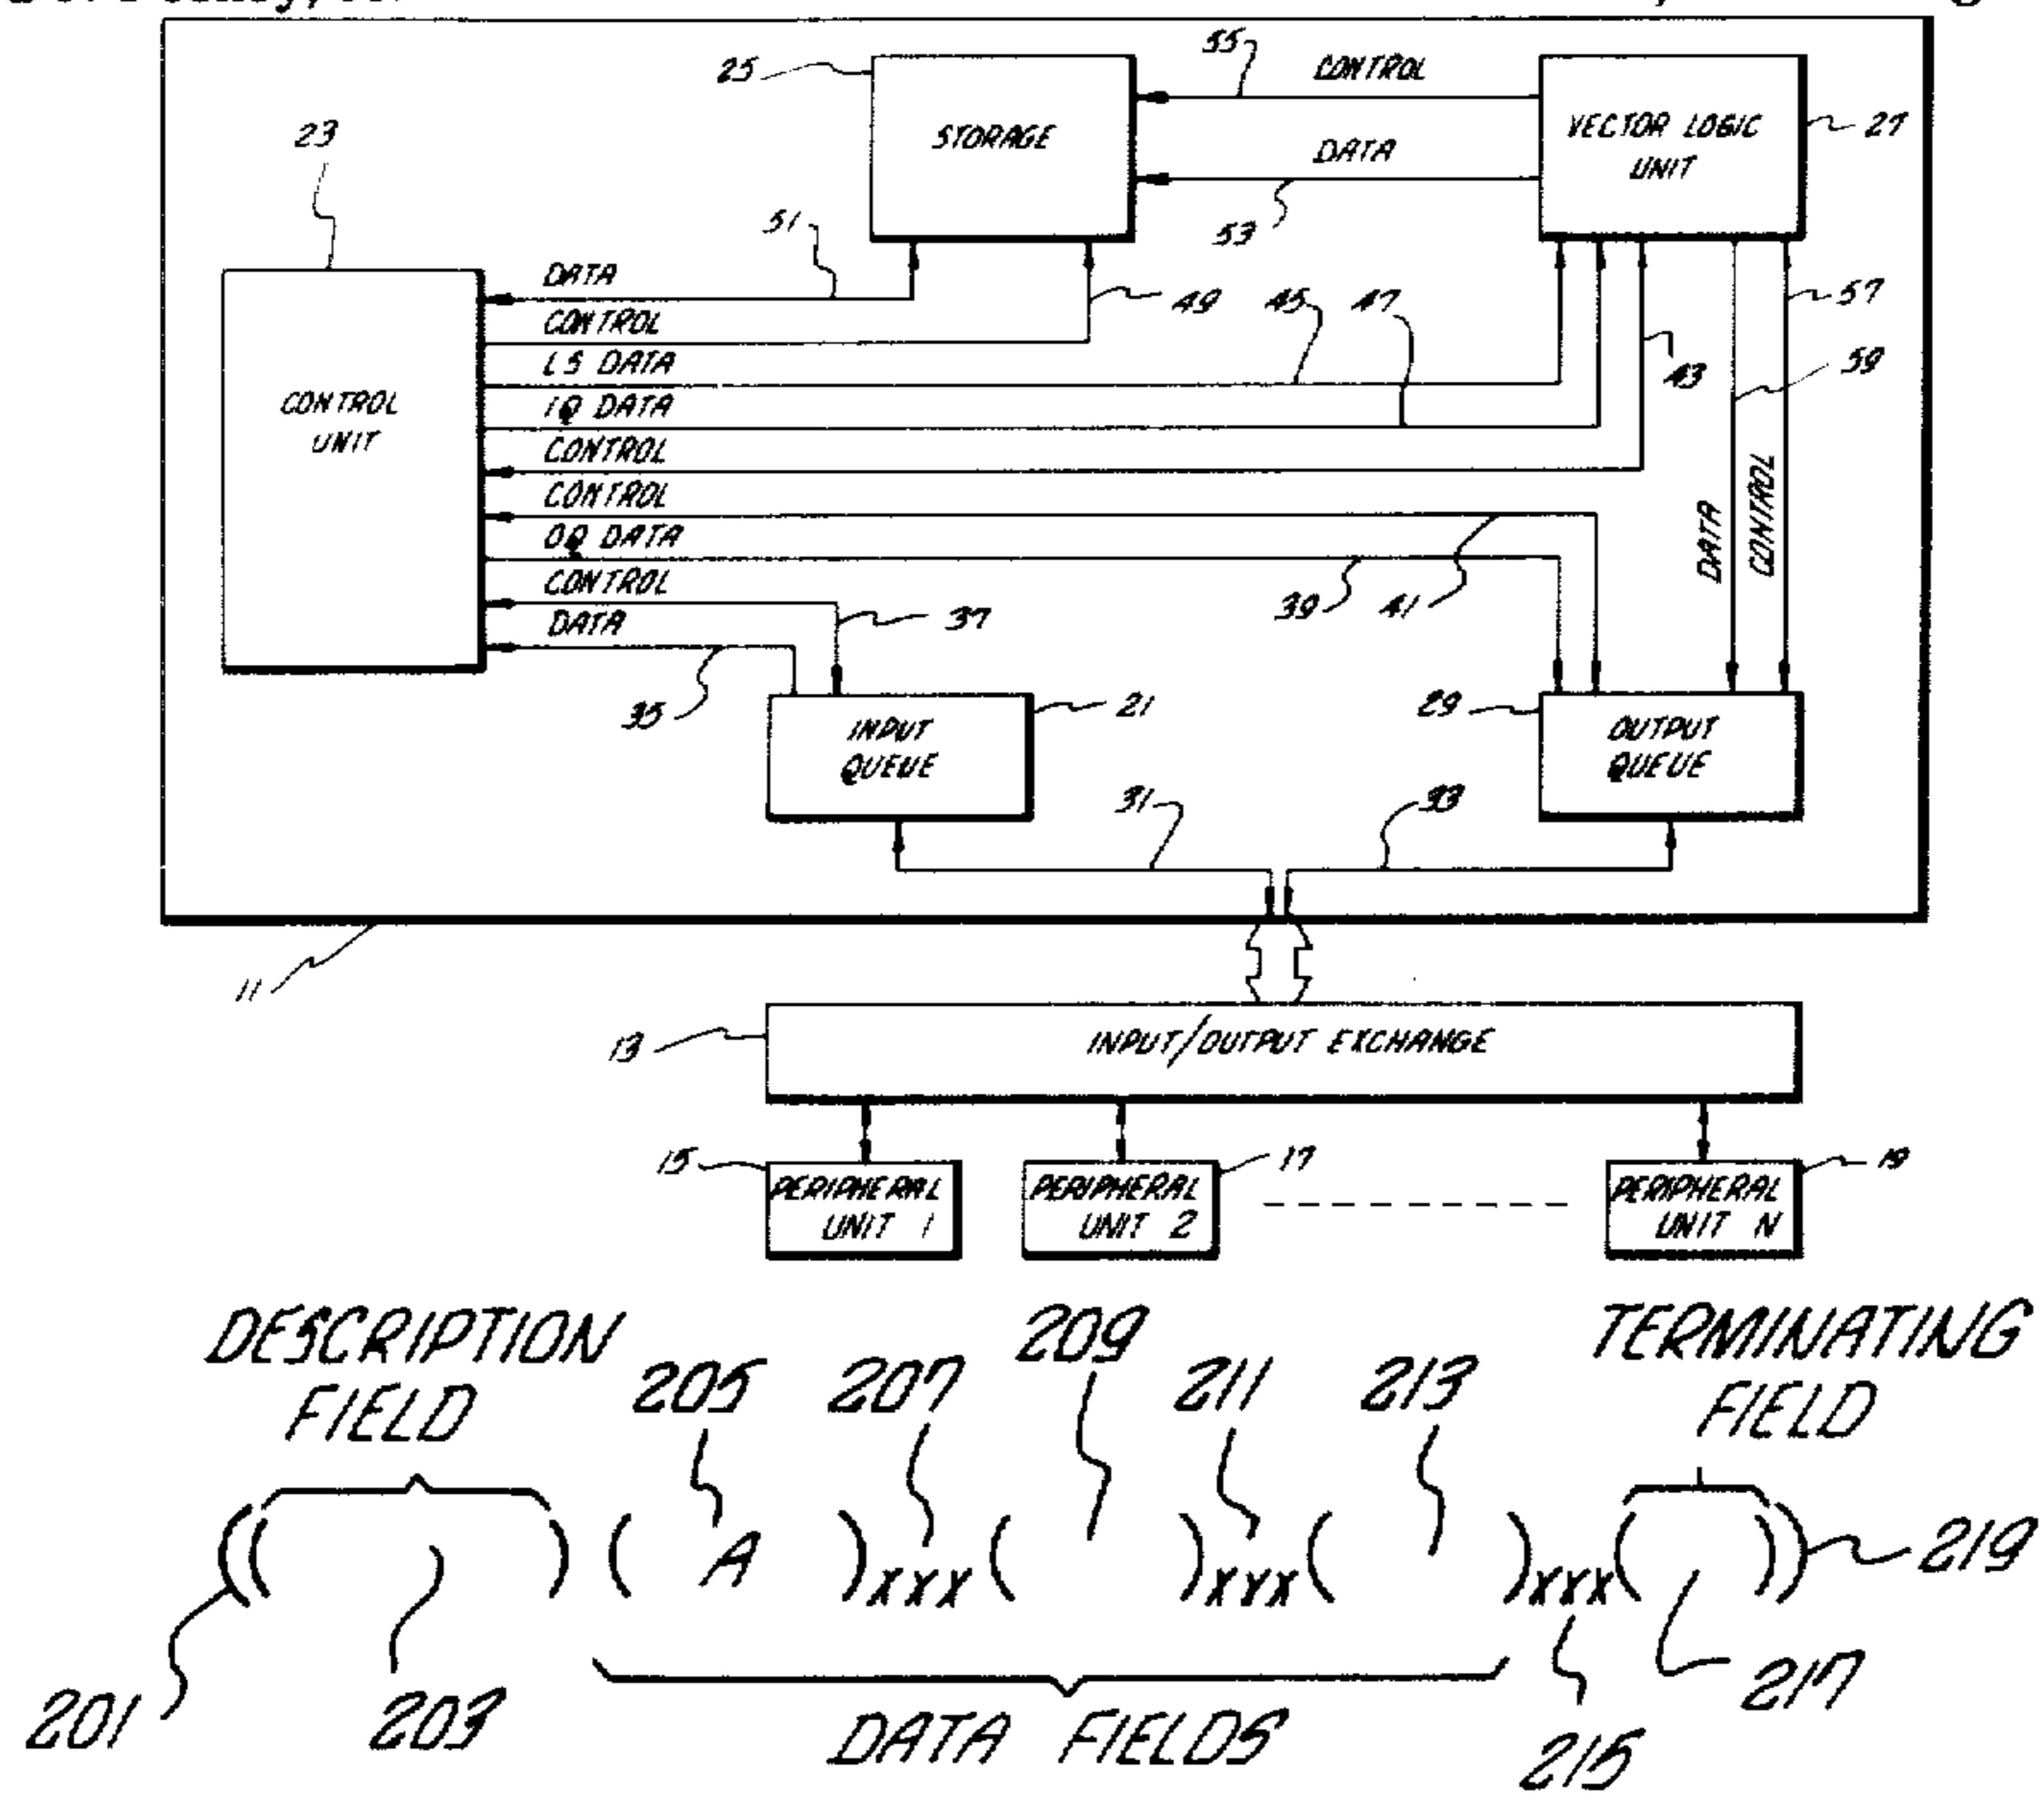 55
25
CONTROL
STORAGE
VECTOR LOGIC
UNIT
27
23
DATA
53
51
DATA
49
45
47
57
CONTROL
LS DATA
43
59
CONTROL
UNIT
IQ DATA
CONTROL
CONTROL
DATA
CONTROL
OQ DATA
CONTROL
39
41
37
DATA
35
21
29
INPUT
QUEUE
OUTPUT
QUEUE
31
33
11
13
INPUT/OUTPUT EXCHANGE
15
17
19
PERIPHERAL
UNIT 1
PERIPHERAL
UNIT 2
PERIPHERAL
UNIT N
DESCRIPTION
FIELD
205
207
209
211
213
TERMINATING
FIELD
(( ) ( A )XXX ( )XYX ( )XXX ( ))
219
201
203
DATA FIELDS
215
217